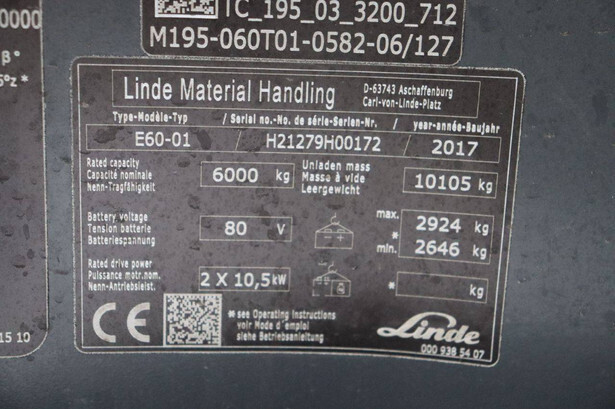 TC_195_03_3200_712
M195-060T01-0582-06/127
0000
β°
5°z *
15 10
Linde Material Handling
D-63743 Aschaffenburg
Carl-von-Linde-Platz
Type-Modèle-Typ / Serial no.-No. de série-Serien-Nr. / year-année-Baujahr
E60-01 / H21279H00172 / 2017
Rated capacity
Capacité nominale
Nenn-Tragfähigkeit
6000 kg
Unladen mass
Masse à vide
Leergewicht
10105 kg
Battery voltage
Tension batterie
Batteriespannung
80 V
max. 2924 kg
*
min. 2646 kg
Rated drive power
Puissance motr.nom.
Nenn-Antriebsleist.
2 X 10,5 kW
* kg
CE
* see Operating Instructions
voir Mode d'emploi
siehe Betriebsanleitung
Linde
000 938 54 07